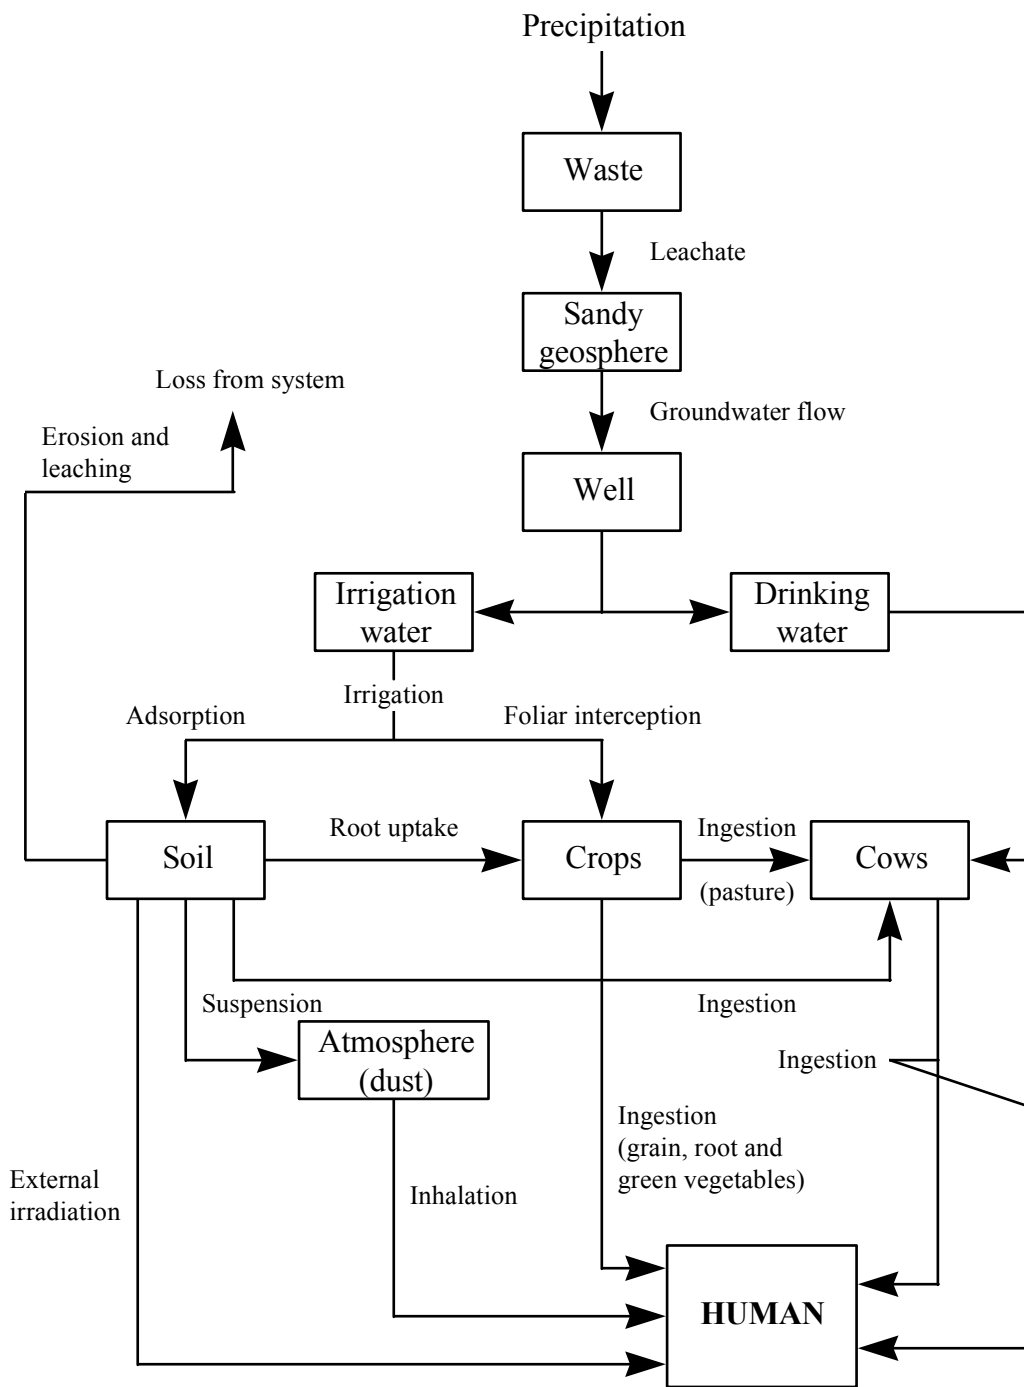 Precipitation
Waste
Leachate
Sandy
geosphere
Loss from system
Groundwater flow
Erosion and
leaching
Well
Irrigation
water
Drinking
water
Irrigation
Adsorption
Foliar interception
Soil
Root uptake
Crops
Ingestion
(pasture)
Cows
Suspension
Ingestion
Atmosphere
(dust)
Ingestion
Ingestion
(grain, root and
green vegetables)
External
irradiation
Inhalation
HUMAN